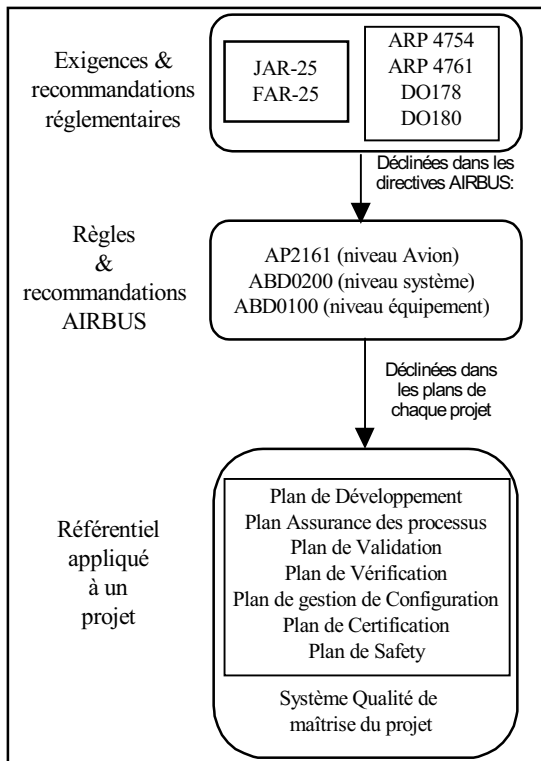 Exigences &
recommandations
réglementaires
JAR-25
FAR-25
ARP 4754
ARP 4761
DO178
DO180
Déclinées dans les
directives AIRBUS:
Règles
&
recommandations
AIRBUS
AP2161 (niveau Avion)
ABD0200 (niveau système)
ABD0100 (niveau équipement)
Déclinées dans
les plans de
chaque projet
Référentiel
appliqué
à un
projet
Plan de Développement
Plan Assurance des processus
Plan de Validation
Plan de Vérification
Plan de gestion de Configuration
Plan de Certification
Plan de Safety
Système Qualité de
maîtrise du projet